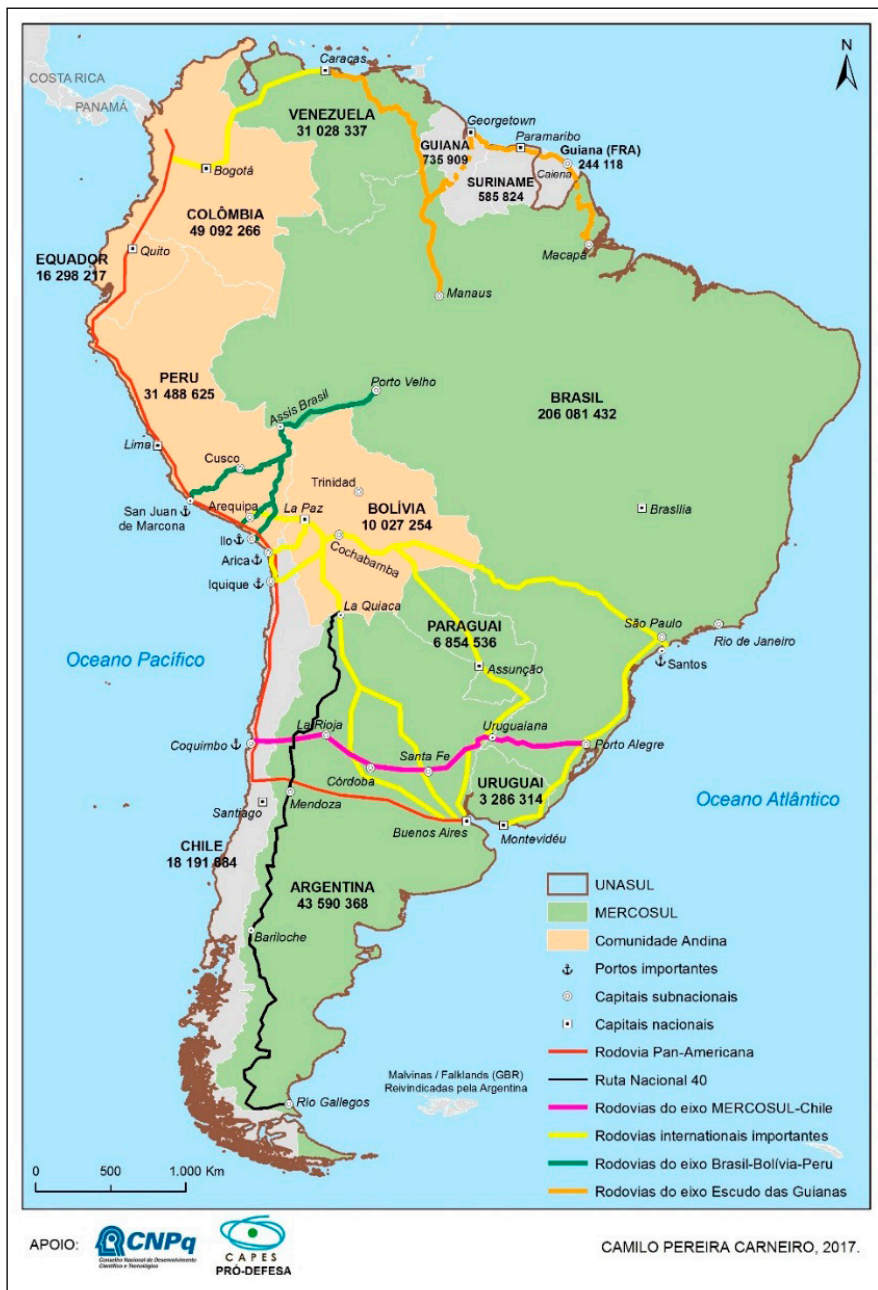 N
COSTA RICA
PANAMÁ
Caracas
VENEZUELA
31 028 337
Georgetown
GUIANA
735 909
Paramaribo
Guiana (FRA)
244 118
Caiena
SURINAME
585 824
Bogotá
COLÔMBIA
49 092 266
Macapá
EQUADOR
16 298 217
Quito
Manaus
PERU
31 488 625
Porto Velho
Assis Brasil
BRASIL
206 081 432
Lima
Cusco
Trinidad
San Juan
de Marcona
Arequipa
La Paz
BOLÍVIA
10 027 254
Brasília
Ilo
Cochabamba
Arica
Iquique
La Quiaca
PARAGUAI
6 854 536
São Paulo
Rio de Janeiro
Santos
Oceano Pacífico
Assunção
La Rioja
Uruguaiana
Coquimbo
Santa Fe
Porto Alegre
Córdoba
URUGUAI
3 286 314
Santiago
Mendoza
Oceano Atlântico
Buenos Aires
Montevidéu
CHILE
18 191 884
ARGENTINA
43 590 368
Bariloche
Malvinas / Falklands (GBR)
Reivindicadas pela Argentina
Río Gallegos
UNASUL
MERCOSUL
Comunidade Andina
Portos importantes
Capitais subnacionais
Capitais nacionais
Rodovia Pan-Americana
Ruta Nacional 40
Rodovias do eixo MERCOSUL-Chile
Rodovias internationais importantes
Rodovias do eixo Brasil-Bolívia-Peru
Rodovias do eixo Escudo das Guianas
0 500 1.000 Km
APOIO:
CNPq
Conselho Nacional de Desenvolvimento
Científico e Tecnológico
CAPES
PRÓ-DEFESA
CAMILO PEREIRA CARNEIRO, 2017.